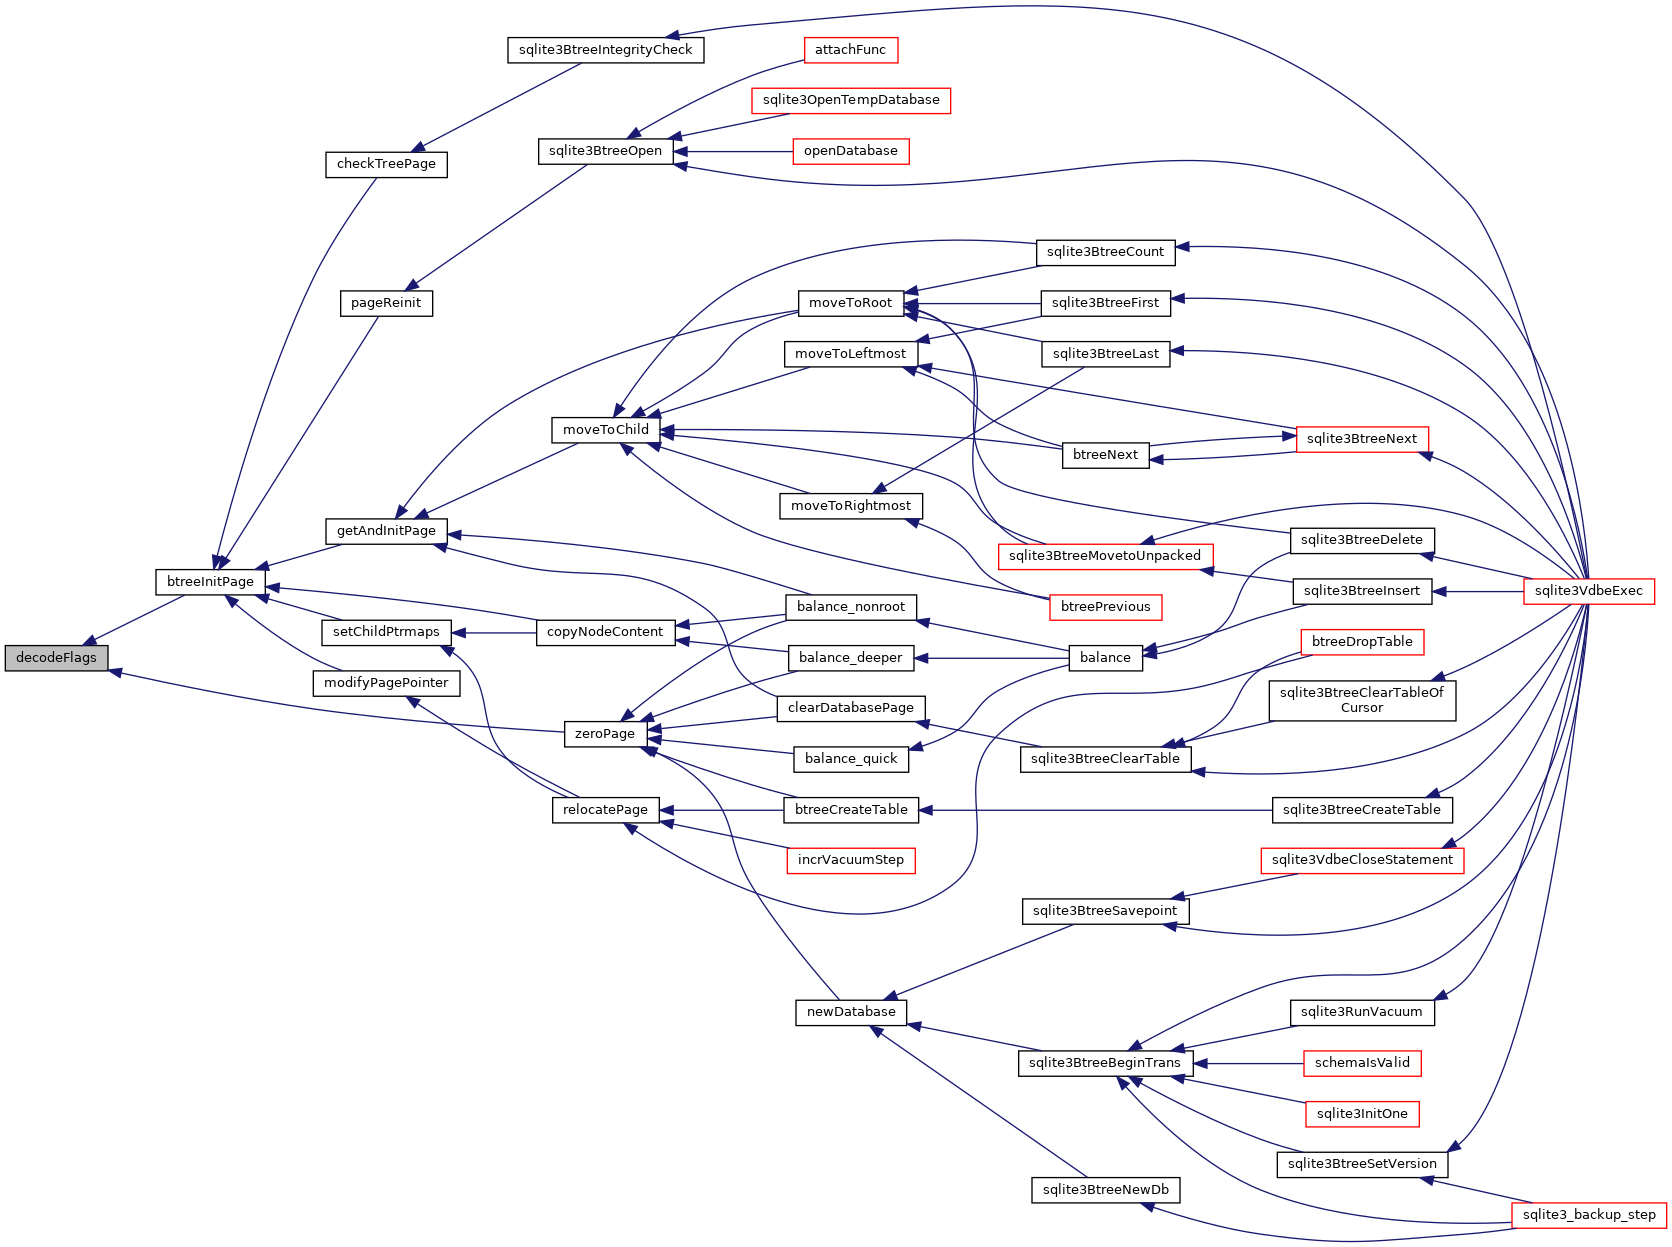 sqlite3BtreeIntegrityCheck
attachFunc
sqlite3OpenTempDatabase
sqlite3BtreeOpen
openDatabase
checkTreePage
sqlite3BtreeCount
pageReinit
moveToRoot
sqlite3BtreeFirst
moveToLeftmost
sqlite3BtreeLast
moveToChild
sqlite3BtreeNext
btreeNext
moveToRightmost
getAndInitPage
sqlite3BtreeDelete
sqlite3BtreeMovetoUnpacked
btreeInitPage
sqlite3BtreeInsert
sqlite3VdbeExec
balance_nonroot
btreePrevious
setChildPtrmaps
copyNodeContent
btreeDropTable
decodeFlags
balance_deeper
balance
modifyPagePointer
sqlite3BtreeClearTableOf
Cursor
clearDatabasePage
zeroPage
balance_quick
sqlite3BtreeClearTable
relocatePage
btreeCreateTable
sqlite3BtreeCreateTable
incrVacuumStep
sqlite3VdbeCloseStatement
sqlite3BtreeSavepoint
newDatabase
sqlite3RunVacuum
sqlite3BtreeBeginTrans
schemaIsValid
sqlite3InitOne
sqlite3BtreeSetVersion
sqlite3BtreeNewDb
sqlite3_backup_step